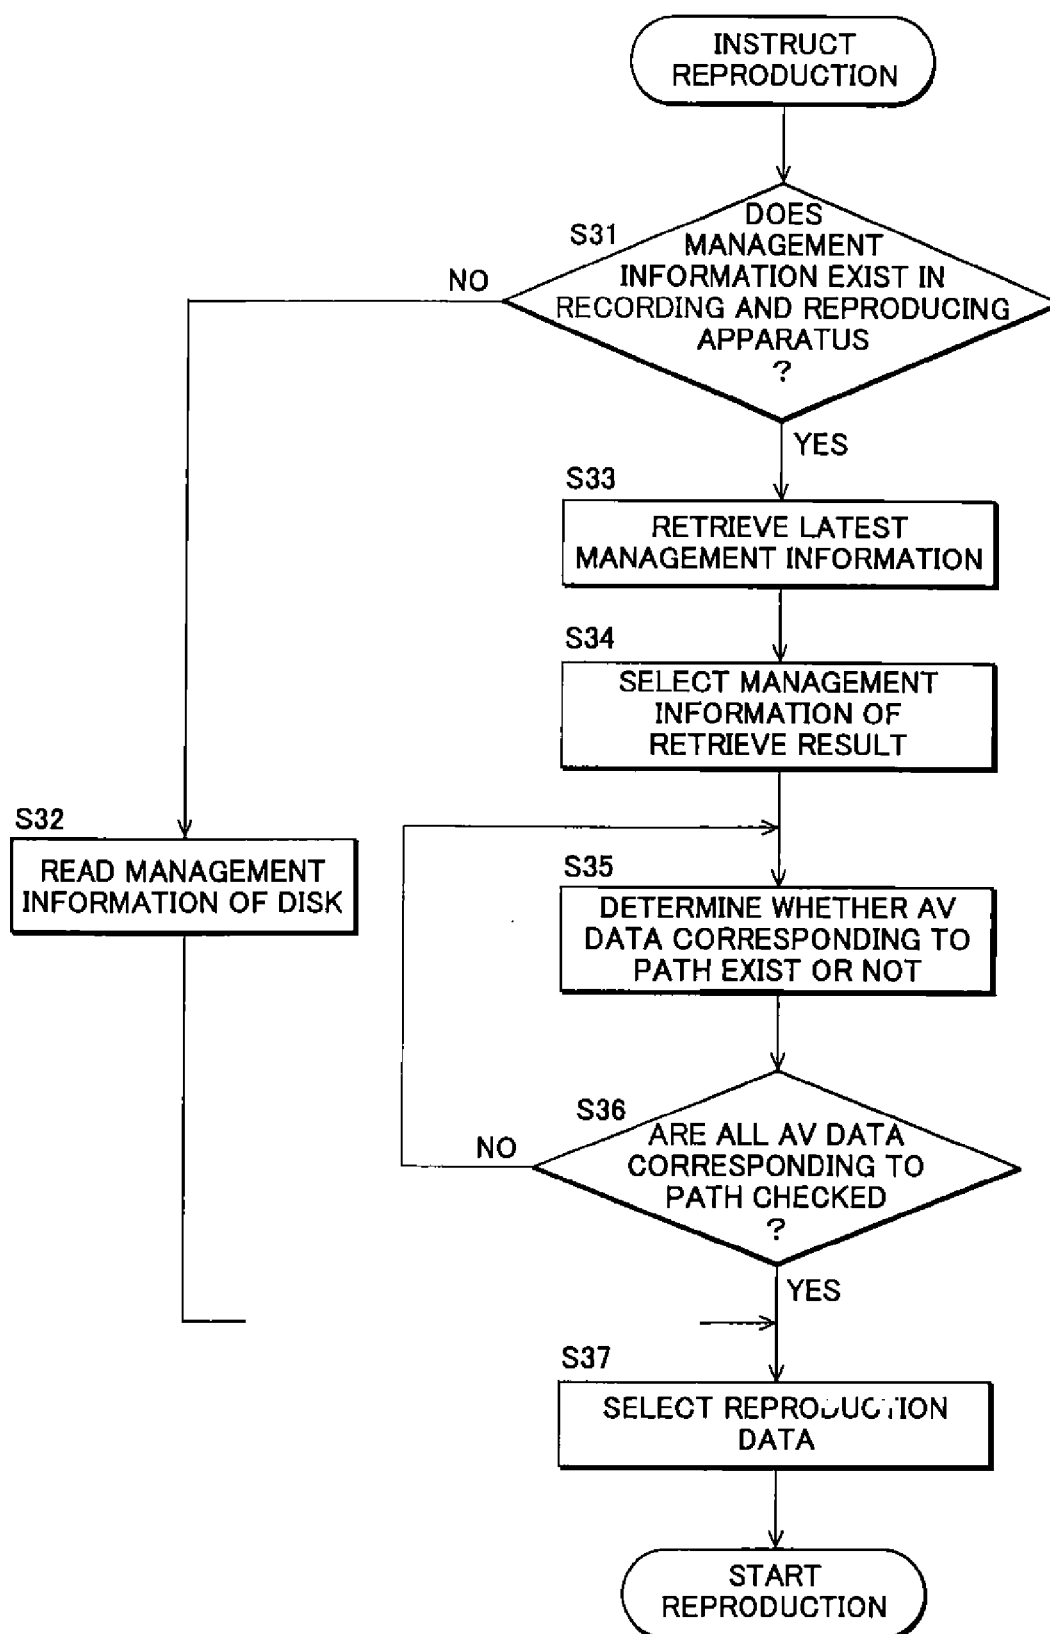 INSTRUCT
REPRODUCTION
S31
DOES
MANAGEMENT
INFORMATION EXIST IN
RECORDING AND REPRODUCING
APPARATUS
?
NO
YES
S33
RETRIEVE LATEST
MANAGEMENT INFORMATION
S34
SELECT MANAGEMENT
INFORMATION OF
RETRIEVE RESULT
S32
READ MANAGEMENT
INFORMATION OF DISK
S35
DETERMINE WHETHER AV
DATA CORRESPONDING TO
PATH EXIST OR NOT
S36
ARE ALL AV DATA
CORRESPONDING TO
PATH CHECKED
?
NO
YES
S37
SELECT REPRODUCTION
DATA
START
REPRODUCTION